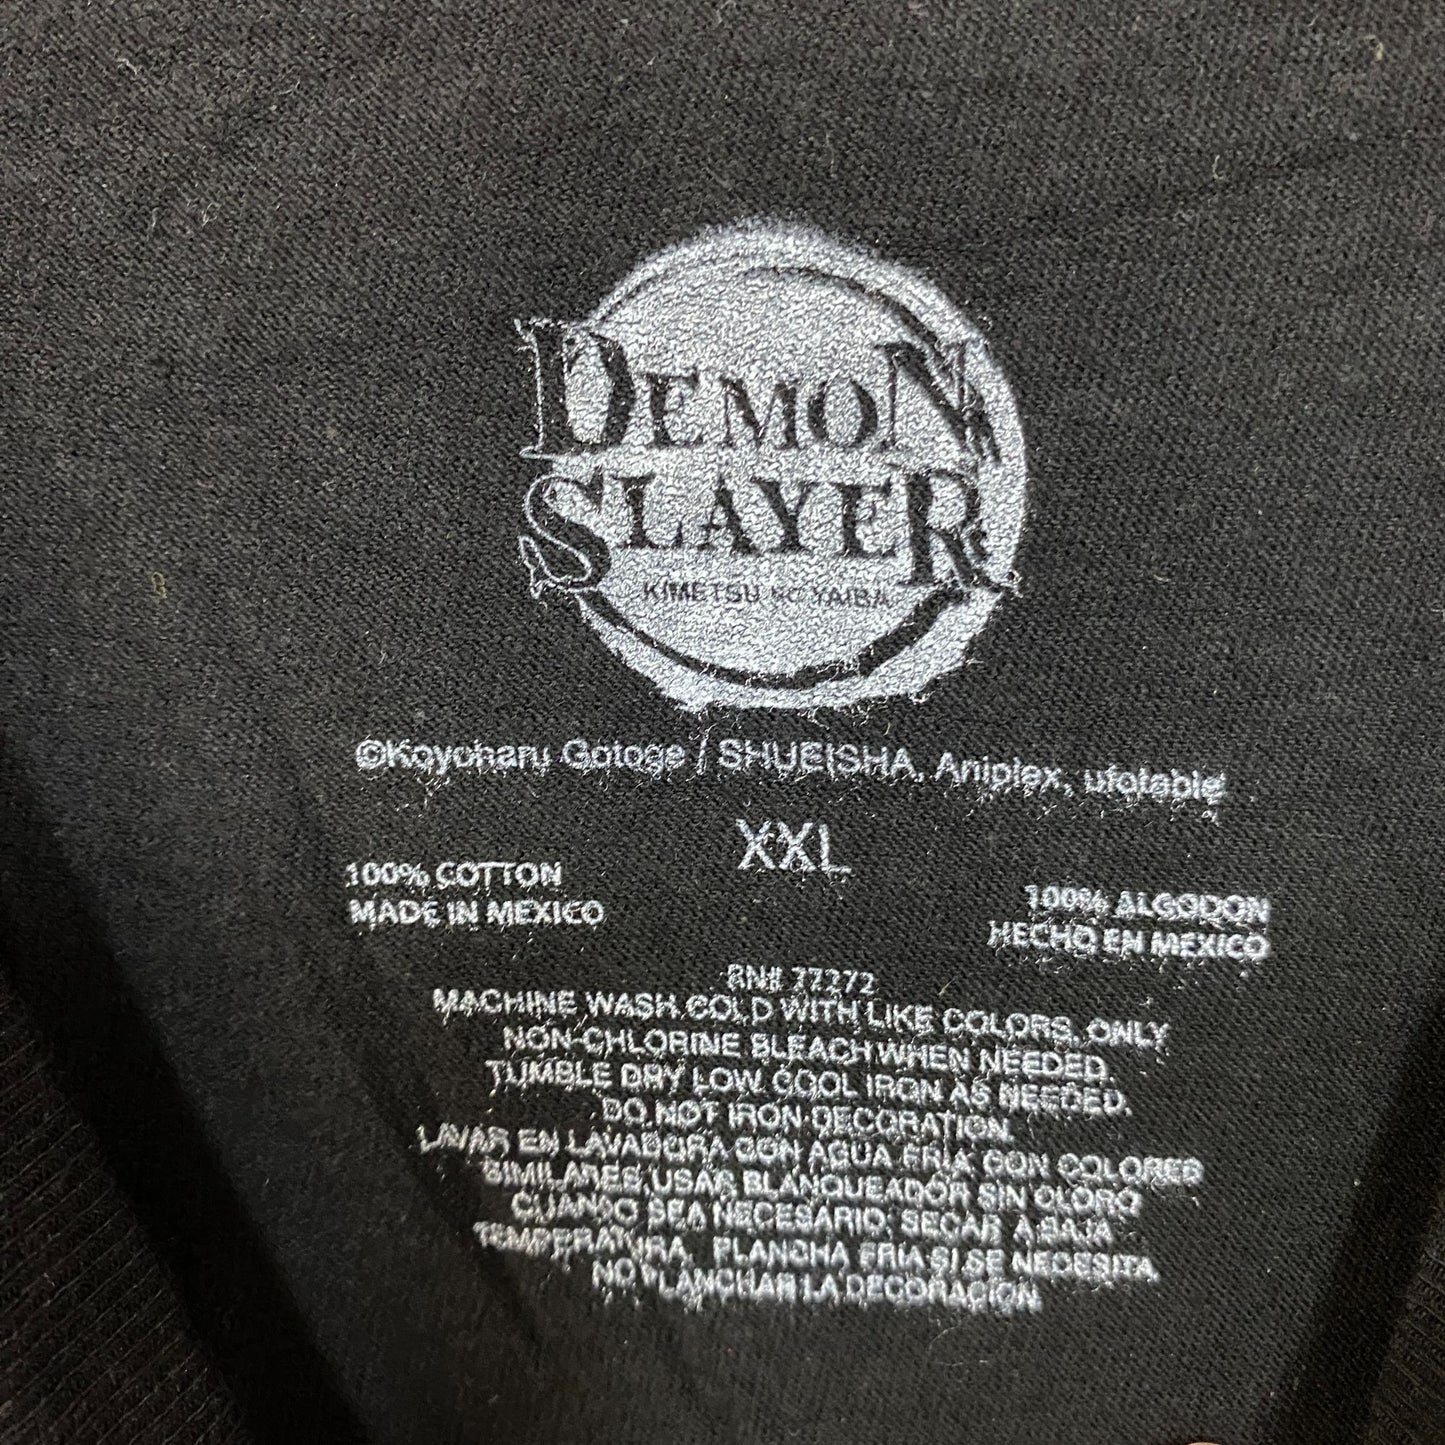 DEMON
SLAYER
KIMETSU NO YAIBA
©Koyoharu Gotoge / SHUEISHA, Aniplex, ufotable
XXL
100% COTTON
MADE IN MEXICO
100% ALGODON
HECHO EN MEXICO
RN#
MACHINE WASH COLD WITH LIKE COLORS. ONLY
NON-CHLORINE BLEACH WHEN NEEDED.
TUMBLE DRY LOW. COOL IRON AS NEEDED.
DO NOT IRON DECORATION.
LAVAR EN LAVADORA CON AGUA FRIA CON COLORES
SIMILARES. USAR BLANQUEADOR SIN CLORO
CUANDO SEA NECESARIO. SECAR A BAJA
TEMPERATURA. PLANCHA FRIA SI SE NECESITA.
NO PLANCHAR LA DECORACION